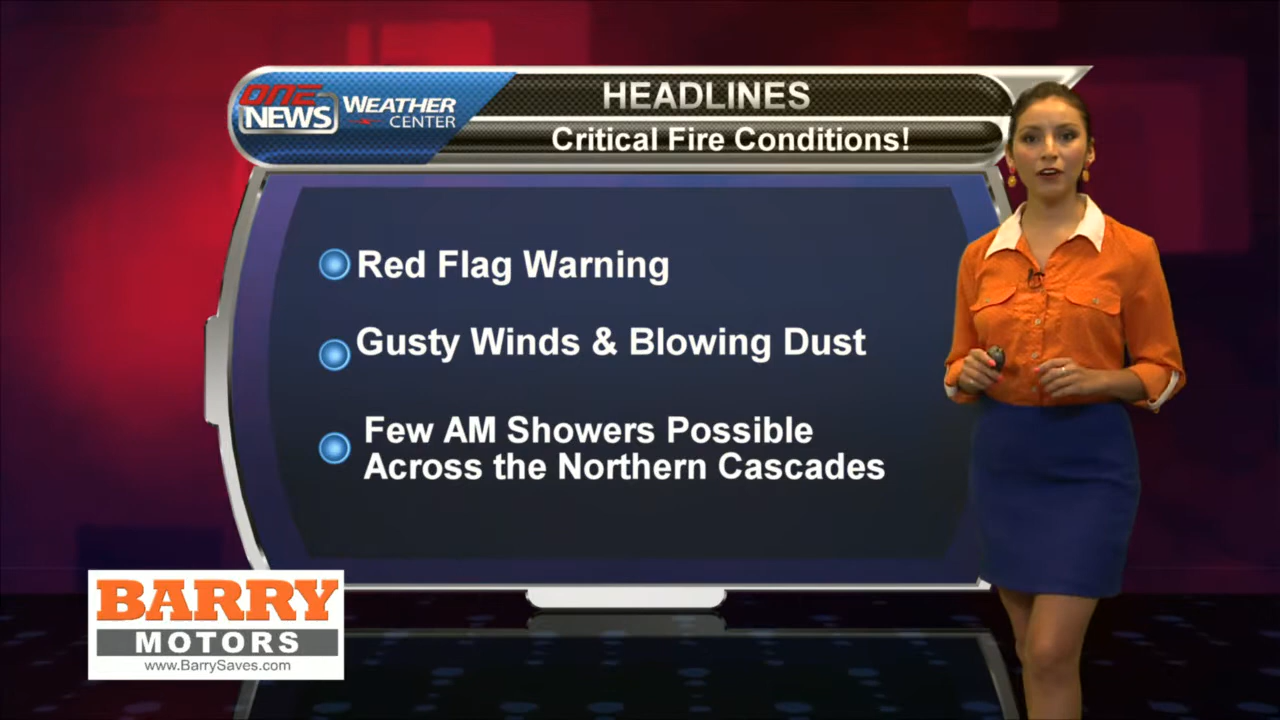 ONE
NEWS
WEATHER
CENTER
HEADLINES
Critical Fire Conditions!
Red Flag Warning
Gusty Winds & Blowing Dust
Few AM Showers Possible
Across the Northern Cascades
BARRY
MOTORS
www.BarrySaves.com